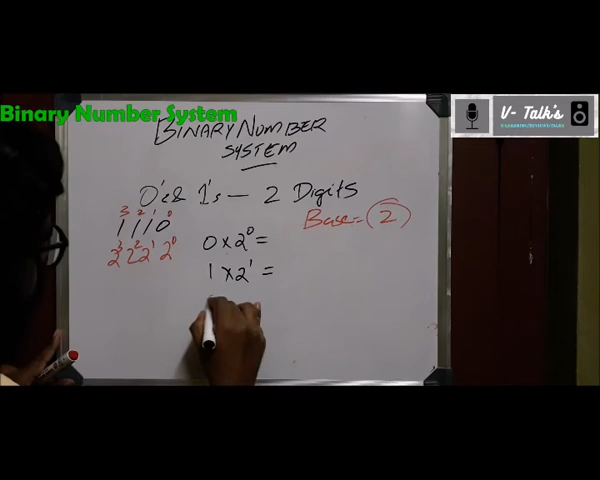 Binary Number System
V- Talk's
BINARY NUMBER
SYSTEM
0's & 1's — 2 Digits
Base = 2
3 2 1 0
1 1 1 0
2³ 2² 2¹ 2⁰
0 x 2⁰ =
1 x 2¹ =